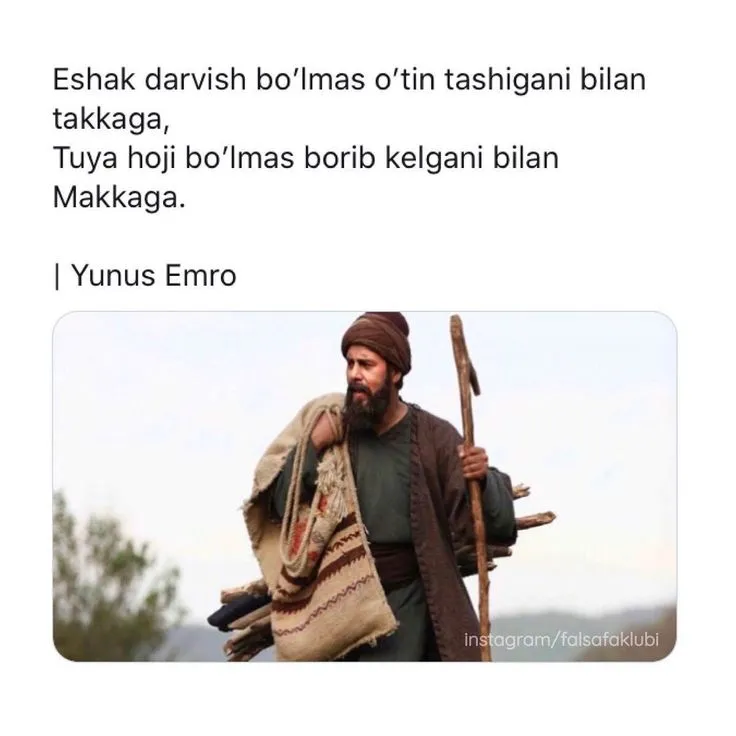 Eshak darvish bo’lmas o’tin tashigani bilan
takkaga,
Tuya hoji bo’lmas borib kelgani bilan
Makkaga.
| Yunus Emro
instagram/falsafaklubi